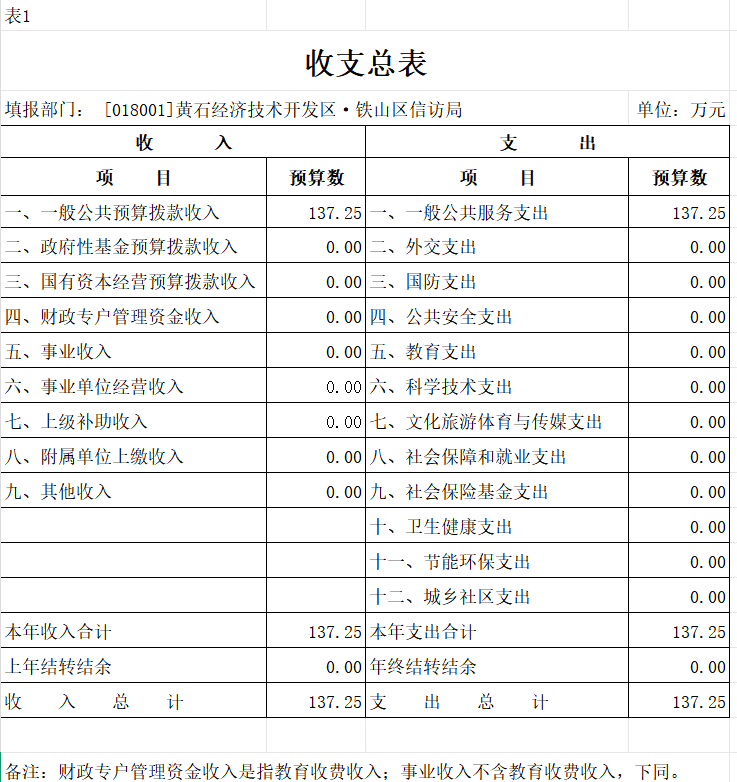 表1
收支总表
填报部门： [018001]黄石经济技术开发区·铁山区信访局 单位：万元
收 入 支 出
项 目 预算数 项 目 预算数
一、一般公共预算拨款收入 137.25 一、一般公共服务支出 137.25
二、政府性基金预算拨款收入 0.00 二、外交支出 0.00
三、国有资本经营预算拨款收入 0.00 三、国防支出 0.00
四、财政专户管理资金收入 0.00 四、公共安全支出 0.00
五、事业收入 0.00 五、教育支出 0.00
六、事业单位经营收入 0.00 六、科学技术支出 0.00
七、上级补助收入 0.00 七、文化旅游体育与传媒支出 0.00
八、附属单位上缴收入 0.00 八、社会保障和就业支出 0.00
九、其他收入 0.00 九、社会保险基金支出 0.00
十、卫生健康支出 0.00
十一、节能环保支出 0.00
十二、城乡社区支出 0.00
本年收入合计 137.25 本年支出合计 137.25
上年结转结余 0.00 年终结转结余 0.00
收 入 总 计 137.25 支 出 总 计 137.25
备注：财政专户管理资金收入是指教育收费收入；事业收入不含教育收费收入，下同。